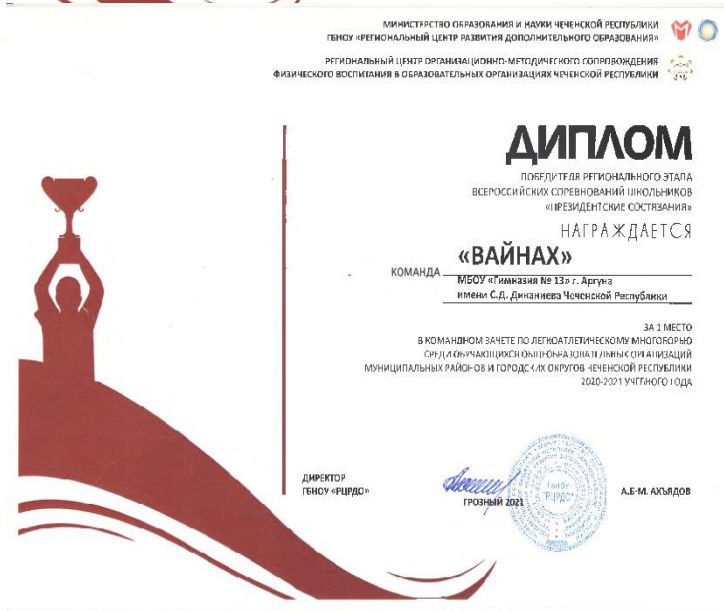 МИНИСТЕРСТВО ОБРАЗОВАНИЯ И НАУКИ ЧЕЧЕНСКОЙ РЕСПУБЛИКИ
ГБНОУ «РЕГИОНАЛЬНЫЙ ЦЕНТР РАЗВИТИЯ ДОПОЛНИТЕЛЬНОГО ОБРАЗОВАНИЯ»
РЕГИОНАЛЬНЫЙ ЦЕНТР ОРГАНИЗАЦИОННО-МЕТОДИЧЕСКОГО СОПРОВОЖДЕНИЯ
ФИЗИЧЕСКОГО ВОСПИТАНИЯ В ОБРАЗОВАТЕЛЬНЫХ ОРГАНИЗАЦИЯХ ЧЕЧЕНСКОЙ РЕСПУБЛИКИ
ДИПЛОМ
ПОБЕДИТЕЛЯ РЕГИОНАЛЬНОГО ЭТАПА
ВСЕРОССИЙСКИХ СОРЕВНОВАНИЙ ШКОЛЬНИКОВ
«ПРЕЗИДЕНТСКИЕ СОСТЯЗАНИЯ»
НАГРАЖДАЕТСЯ
«ВАЙНАХ»
КОМАНДА
МБОУ «Гимназия № 13» г. Аргуна
имени С.Д. Диканиева Чеченской Республики
ЗА 1 МЕСТО
В КОМАНДНОМ ЗАЧЕТЕ ПО ЛЕГКОАТЛЕТИЧЕСКОМУ МНОГОБОРЬЮ
СРЕДИ ОБУЧАЮЩИХСЯ ОБЩЕОБРАЗОВАТЕЛЬНЫХ ОРГАНИЗАЦИЙ
МУНИЦИПАЛЬНЫХ РАЙОНОВ И ГОРОДСКИХ ОКРУГОВ ЧЕЧЕНСКОЙ РЕСПУБЛИКИ
2020-2021 УЧЕБНОГО ГОДА
ДИРЕКТОР
ГБНОУ «РЦРДО»
ГБНОУ
"РЦРДО"
ГРОЗНЫЙ 2021
А.Б-М. АХЪЯДОВ